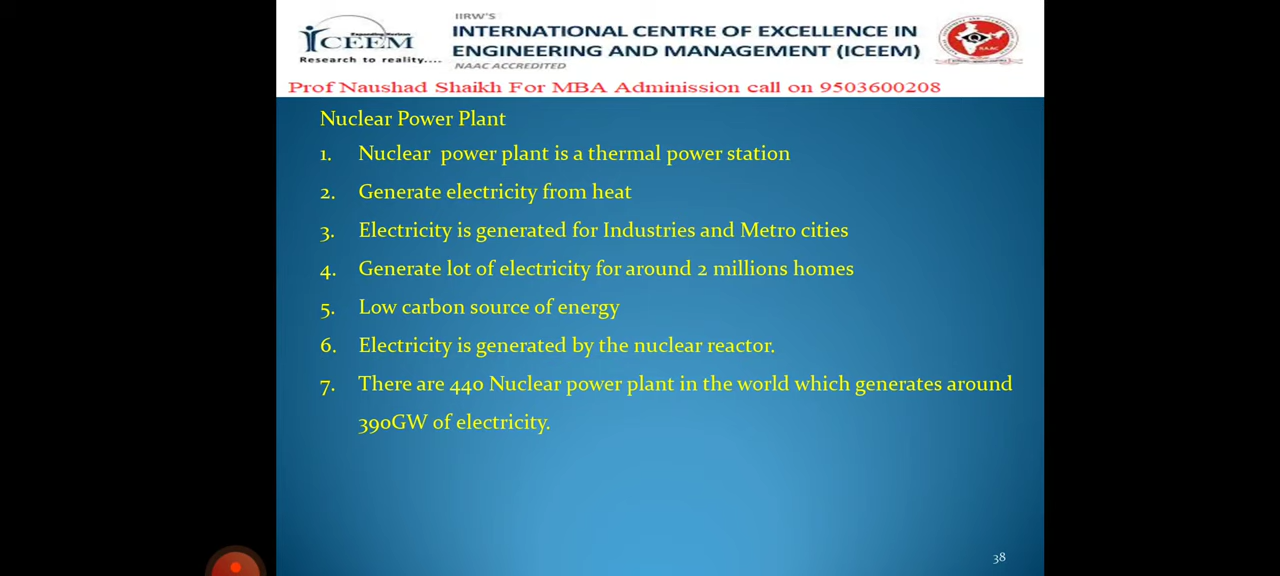 IIRW'S
Expanding Horizon
ICEEM
Research to reality....
INTERNATIONAL CENTRE OF EXCELLENCE IN
ENGINEERING AND MANAGEMENT (ICEEM)
NAAC ACCREDITED
NAAC
Prof Naushad Shaikh For MBA Adminission call on 9503600208
Nuclear Power Plant
1. Nuclear power plant is a thermal power station
2. Generate electricity from heat
3. Electricity is generated for Industries and Metro cities
4. Generate lot of electricity for around 2 millions homes
5. Low carbon source of energy
6. Electricity is generated by the nuclear reactor.
7. There are 440 Nuclear power plant in the world which generates around
390GW of electricity.
38